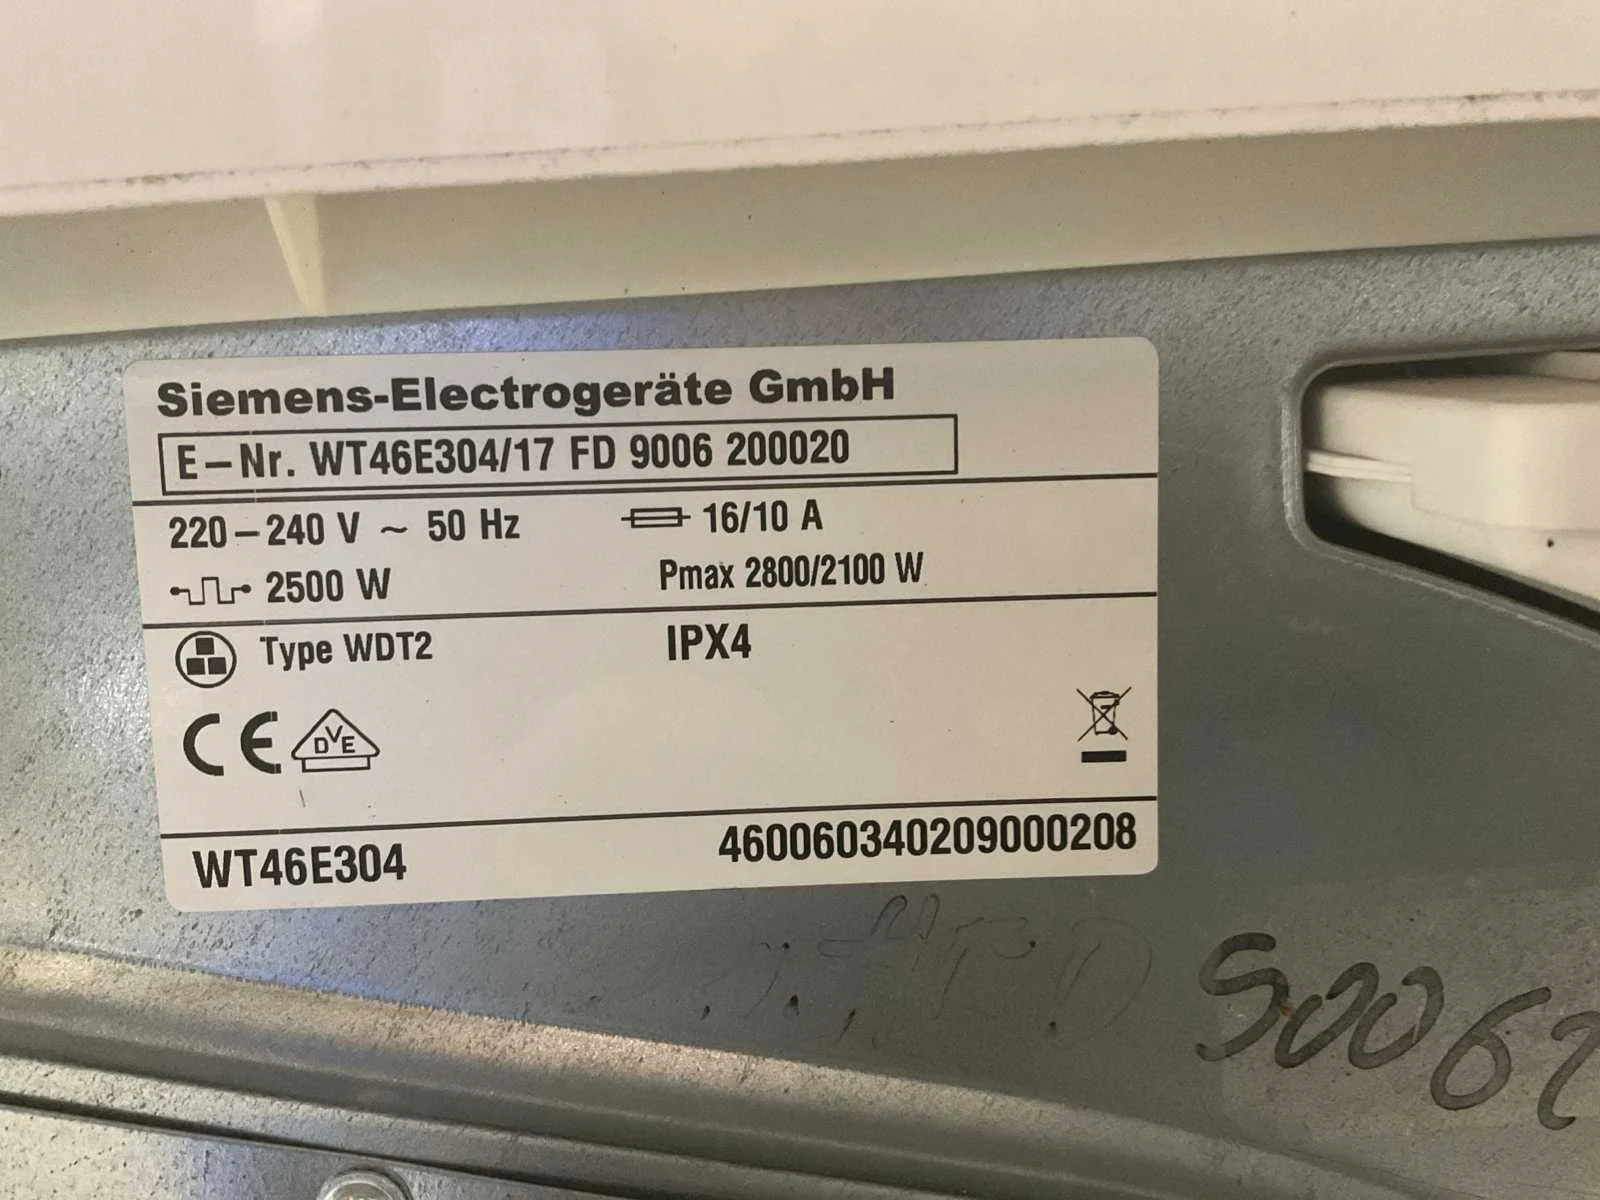 Siemens-Electrogeräte GmbH
E-Nr. WT46E304/17 FD 9006 200020
220-240 V ~ 50 Hz 16/10 A
2500 W Pmax 2800/2100 W
Type WDT2 IPX4
CE DVE
WT46E304 460060340209000208